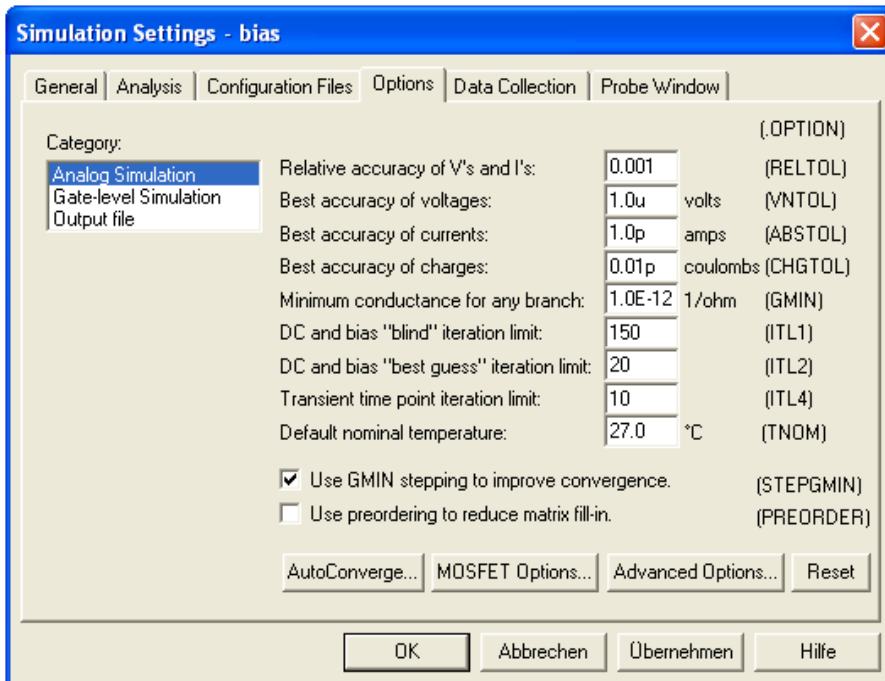 Simulation Settings - bias
General Analysis Configuration Files Options Data Collection Probe Window
(.OPTION)
Category:
Analog Simulation
Gate-level Simulation
Output file
Relative accuracy of V's and I's: 0.001 (RELTOL)
Best accuracy of voltages: 1.0u volts (VNTOL)
Best accuracy of currents: 1.0p amps (ABSTOL)
Best accuracy of charges: 0.01p coulombs (CHGTOL)
Minimum conductance for any branch: 1.0E-12 1/ohm (GMIN)
DC and bias "blind" iteration limit: 150 (ITL1)
DC and bias "best guess" iteration limit: 20 (ITL2)
Transient time point iteration limit: 10 (ITL4)
Default nominal temperature: 27.0 °C (TNOM)
Use GMIN stepping to improve convergence. (STEPGMIN)
Use preordering to reduce matrix fill-in. (PREORDER)
AutoConverge... MOSFET Options... Advanced Options... Reset
OK Abbrechen Übernehmen Hilfe